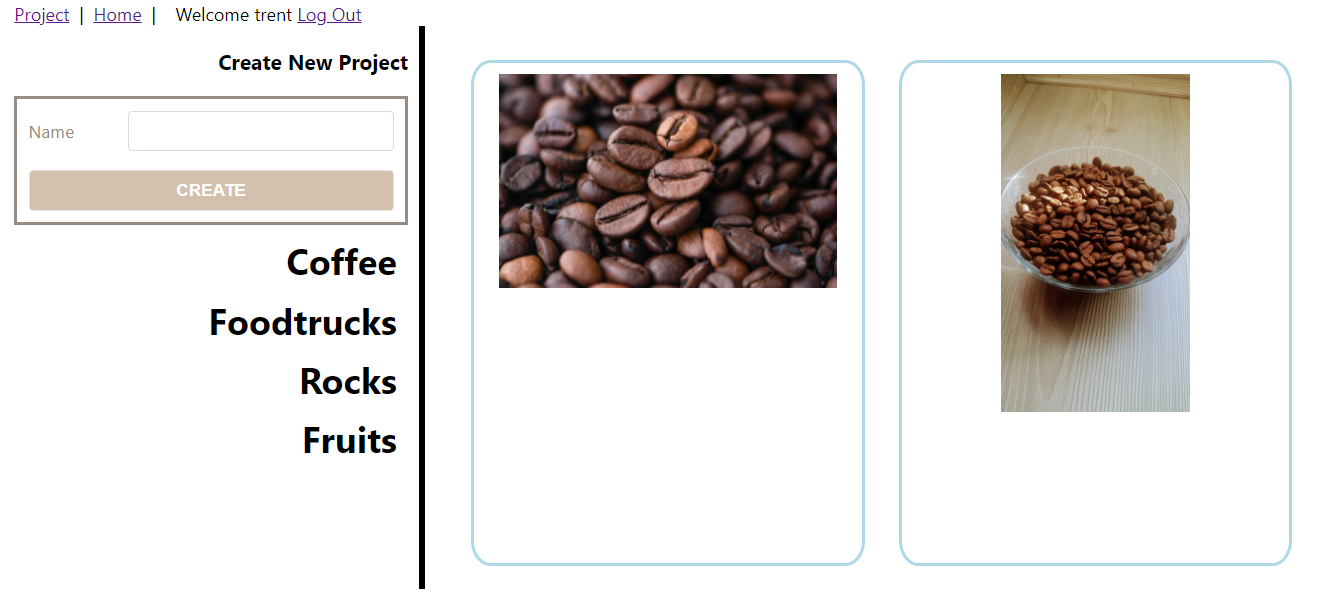 Project | Home | Welcome trent Log Out
Create New Project
Name
CREATE
Coffee
Foodtrucks
Rocks
Fruits